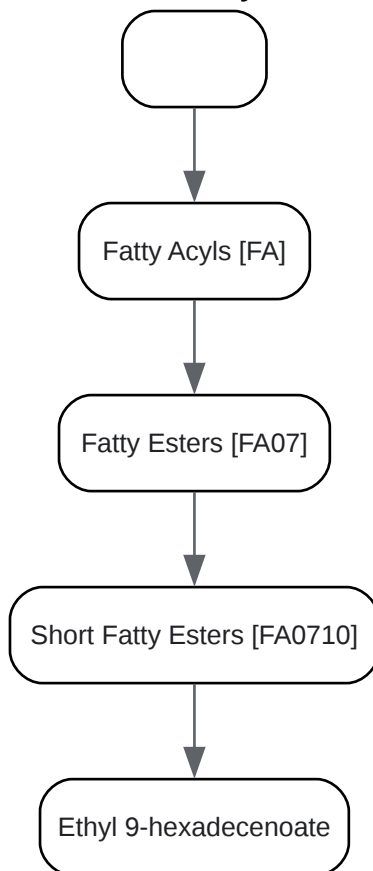 Fatty Acyls [FA]
Fatty Esters [FA07]
Short Fatty Esters [FA0710]
Ethyl 9-hexadecenoate